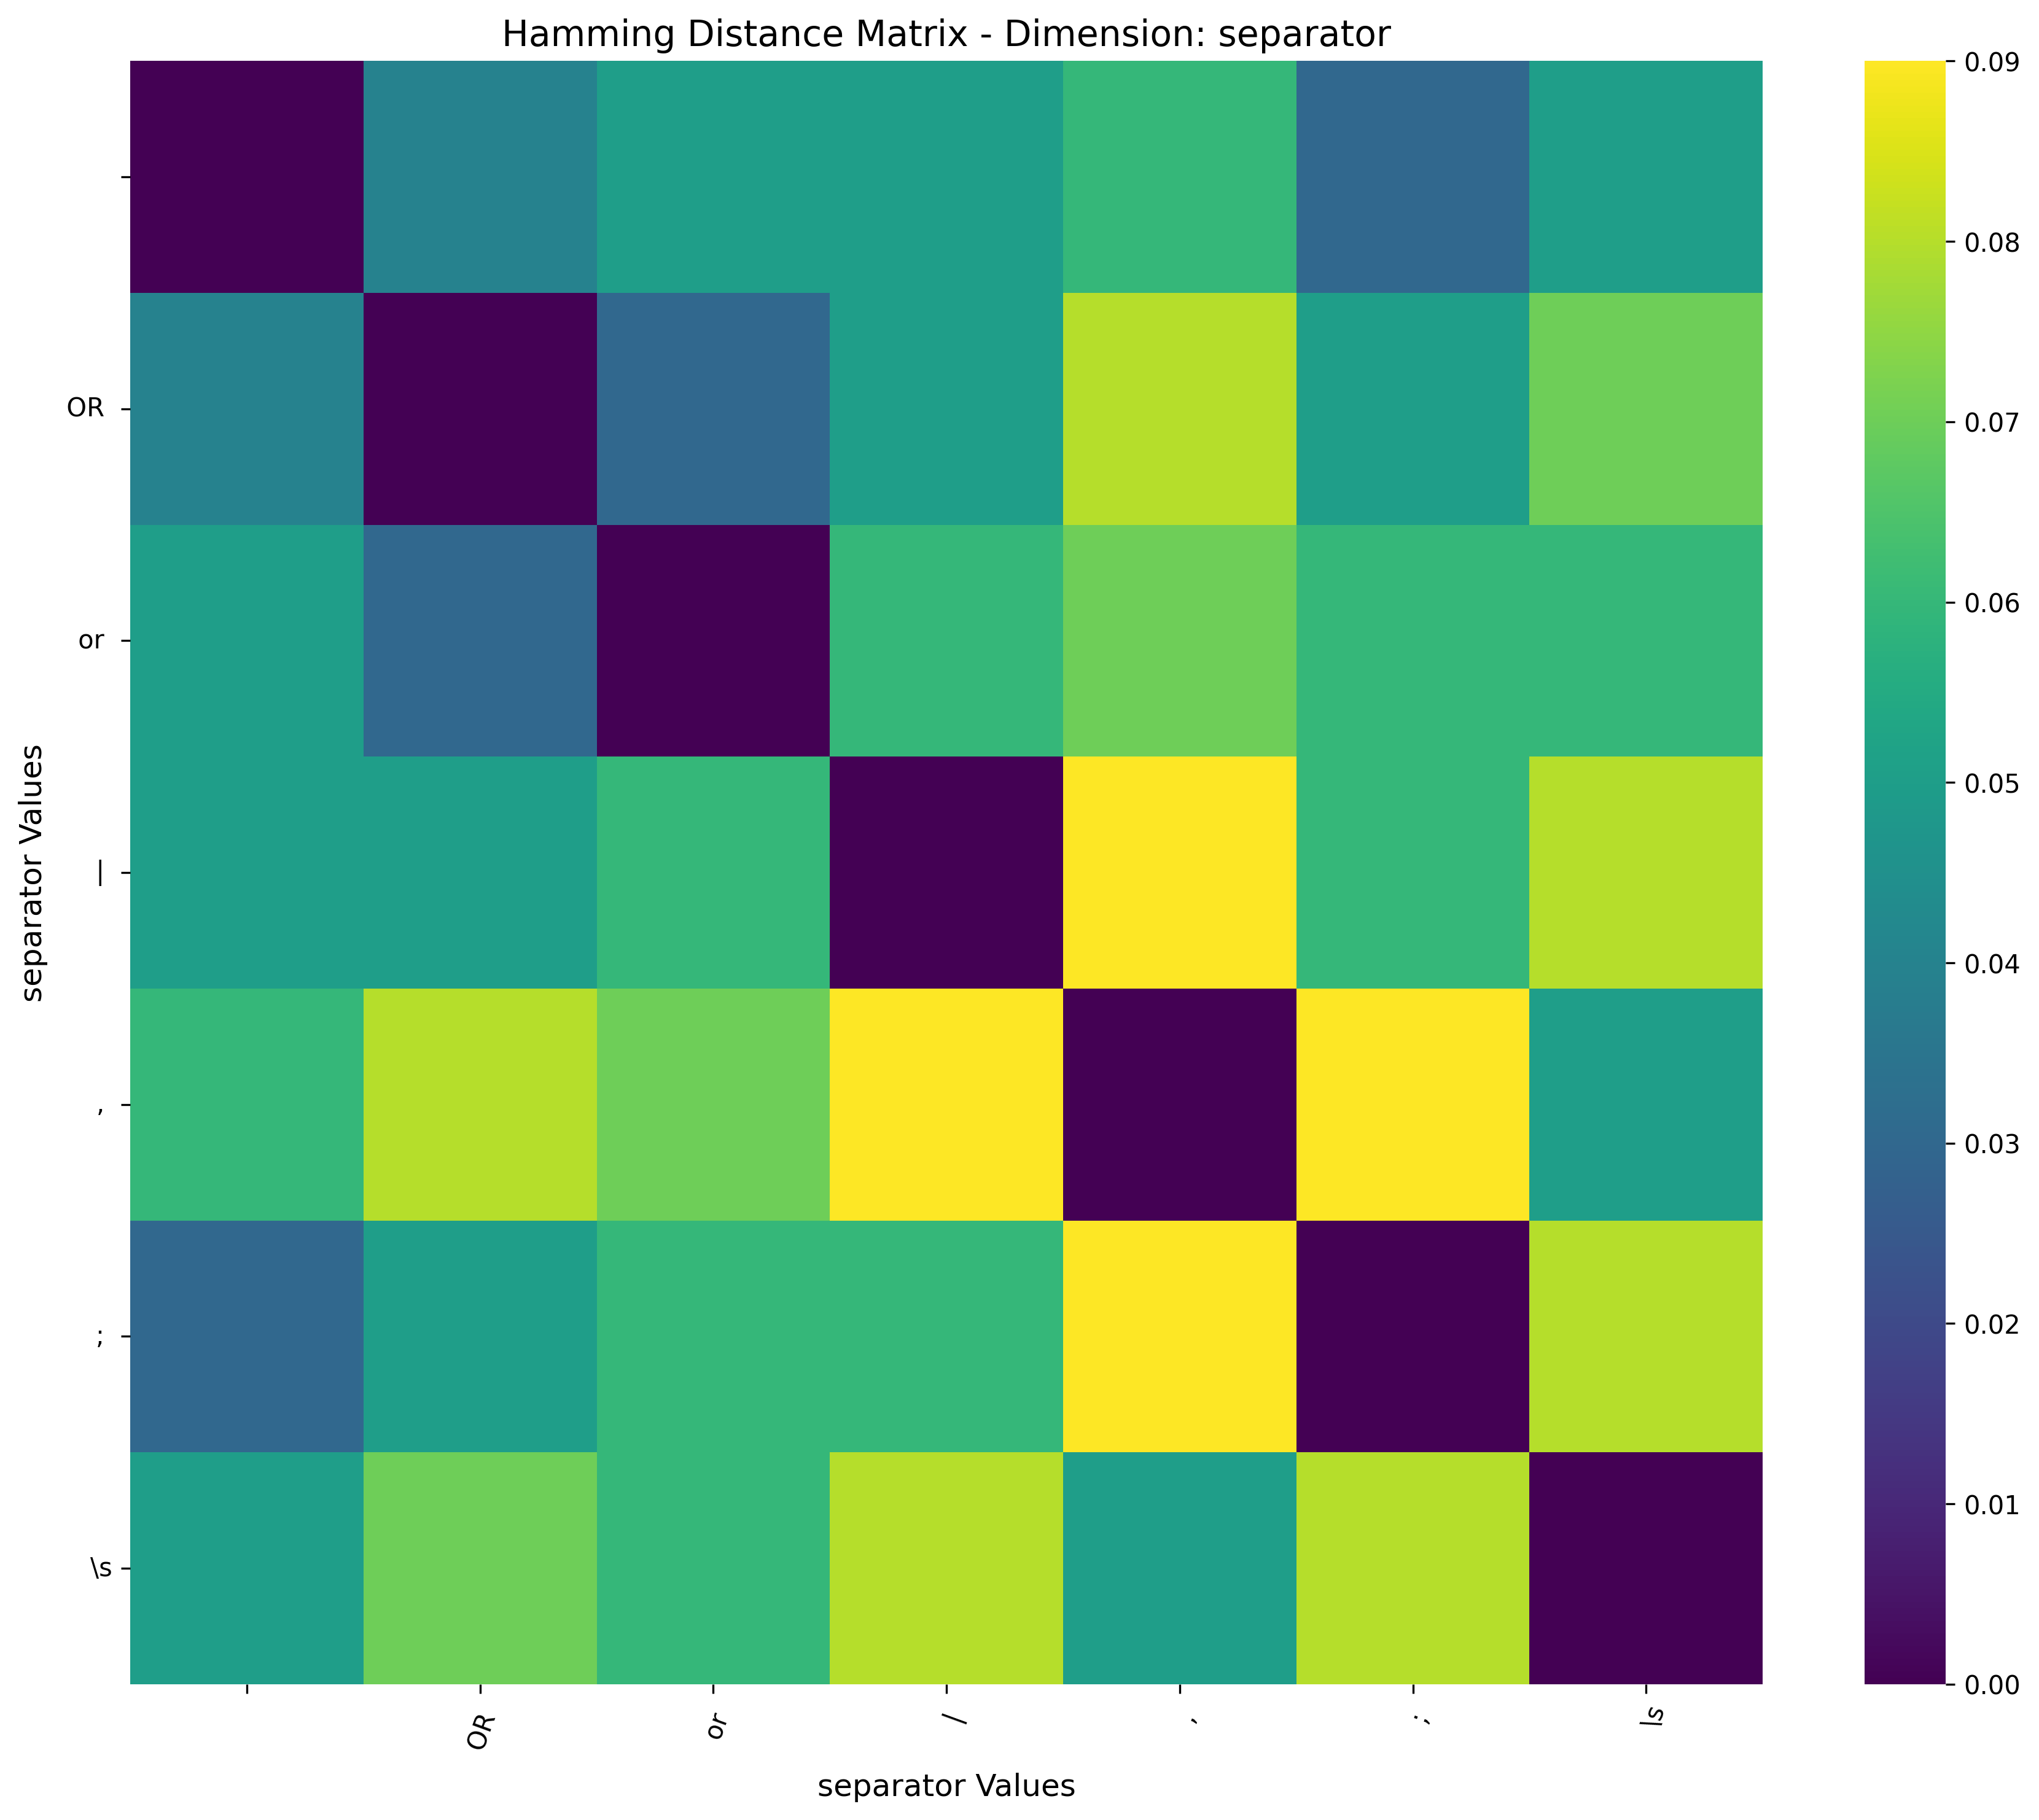 Hamming Distance Matrix - Dimension: separator
separator Values
OR
or
|
,
;
\s
OR
or
|
,
;
\s
separator Values
0.09
0.08
0.07
0.06
0.05
0.04
0.03
0.02
0.01
0.00